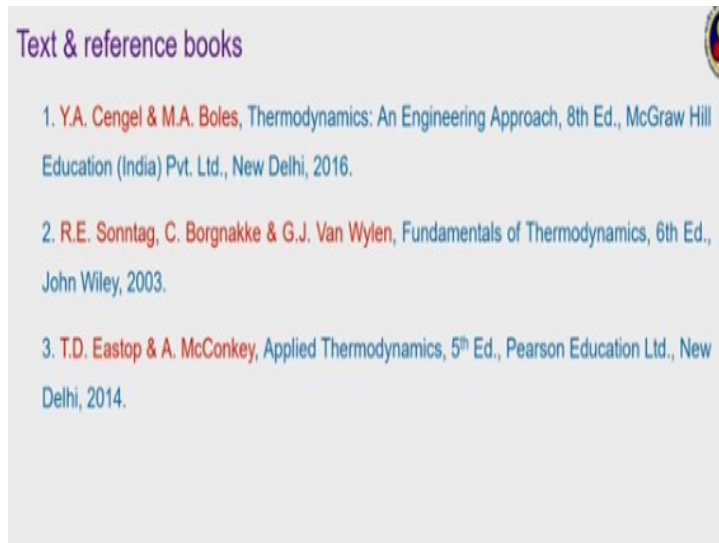 Text & reference books
1. Y.A. Cengel & M.A. Boles, Thermodynamics: An Engineering Approach, 8th Ed., McGraw Hill
Education (India) Pvt. Ltd., New Delhi, 2016.
2. R.E. Sonntag, C. Borgnakke & G.J. Van Wylen, Fundamentals of Thermodynamics, 6th Ed.,
John Wiley, 2003.
3. T.D. Eastop & A. McConkey, Applied Thermodynamics, 5th Ed., Pearson Education Ltd., New
Delhi, 2014.